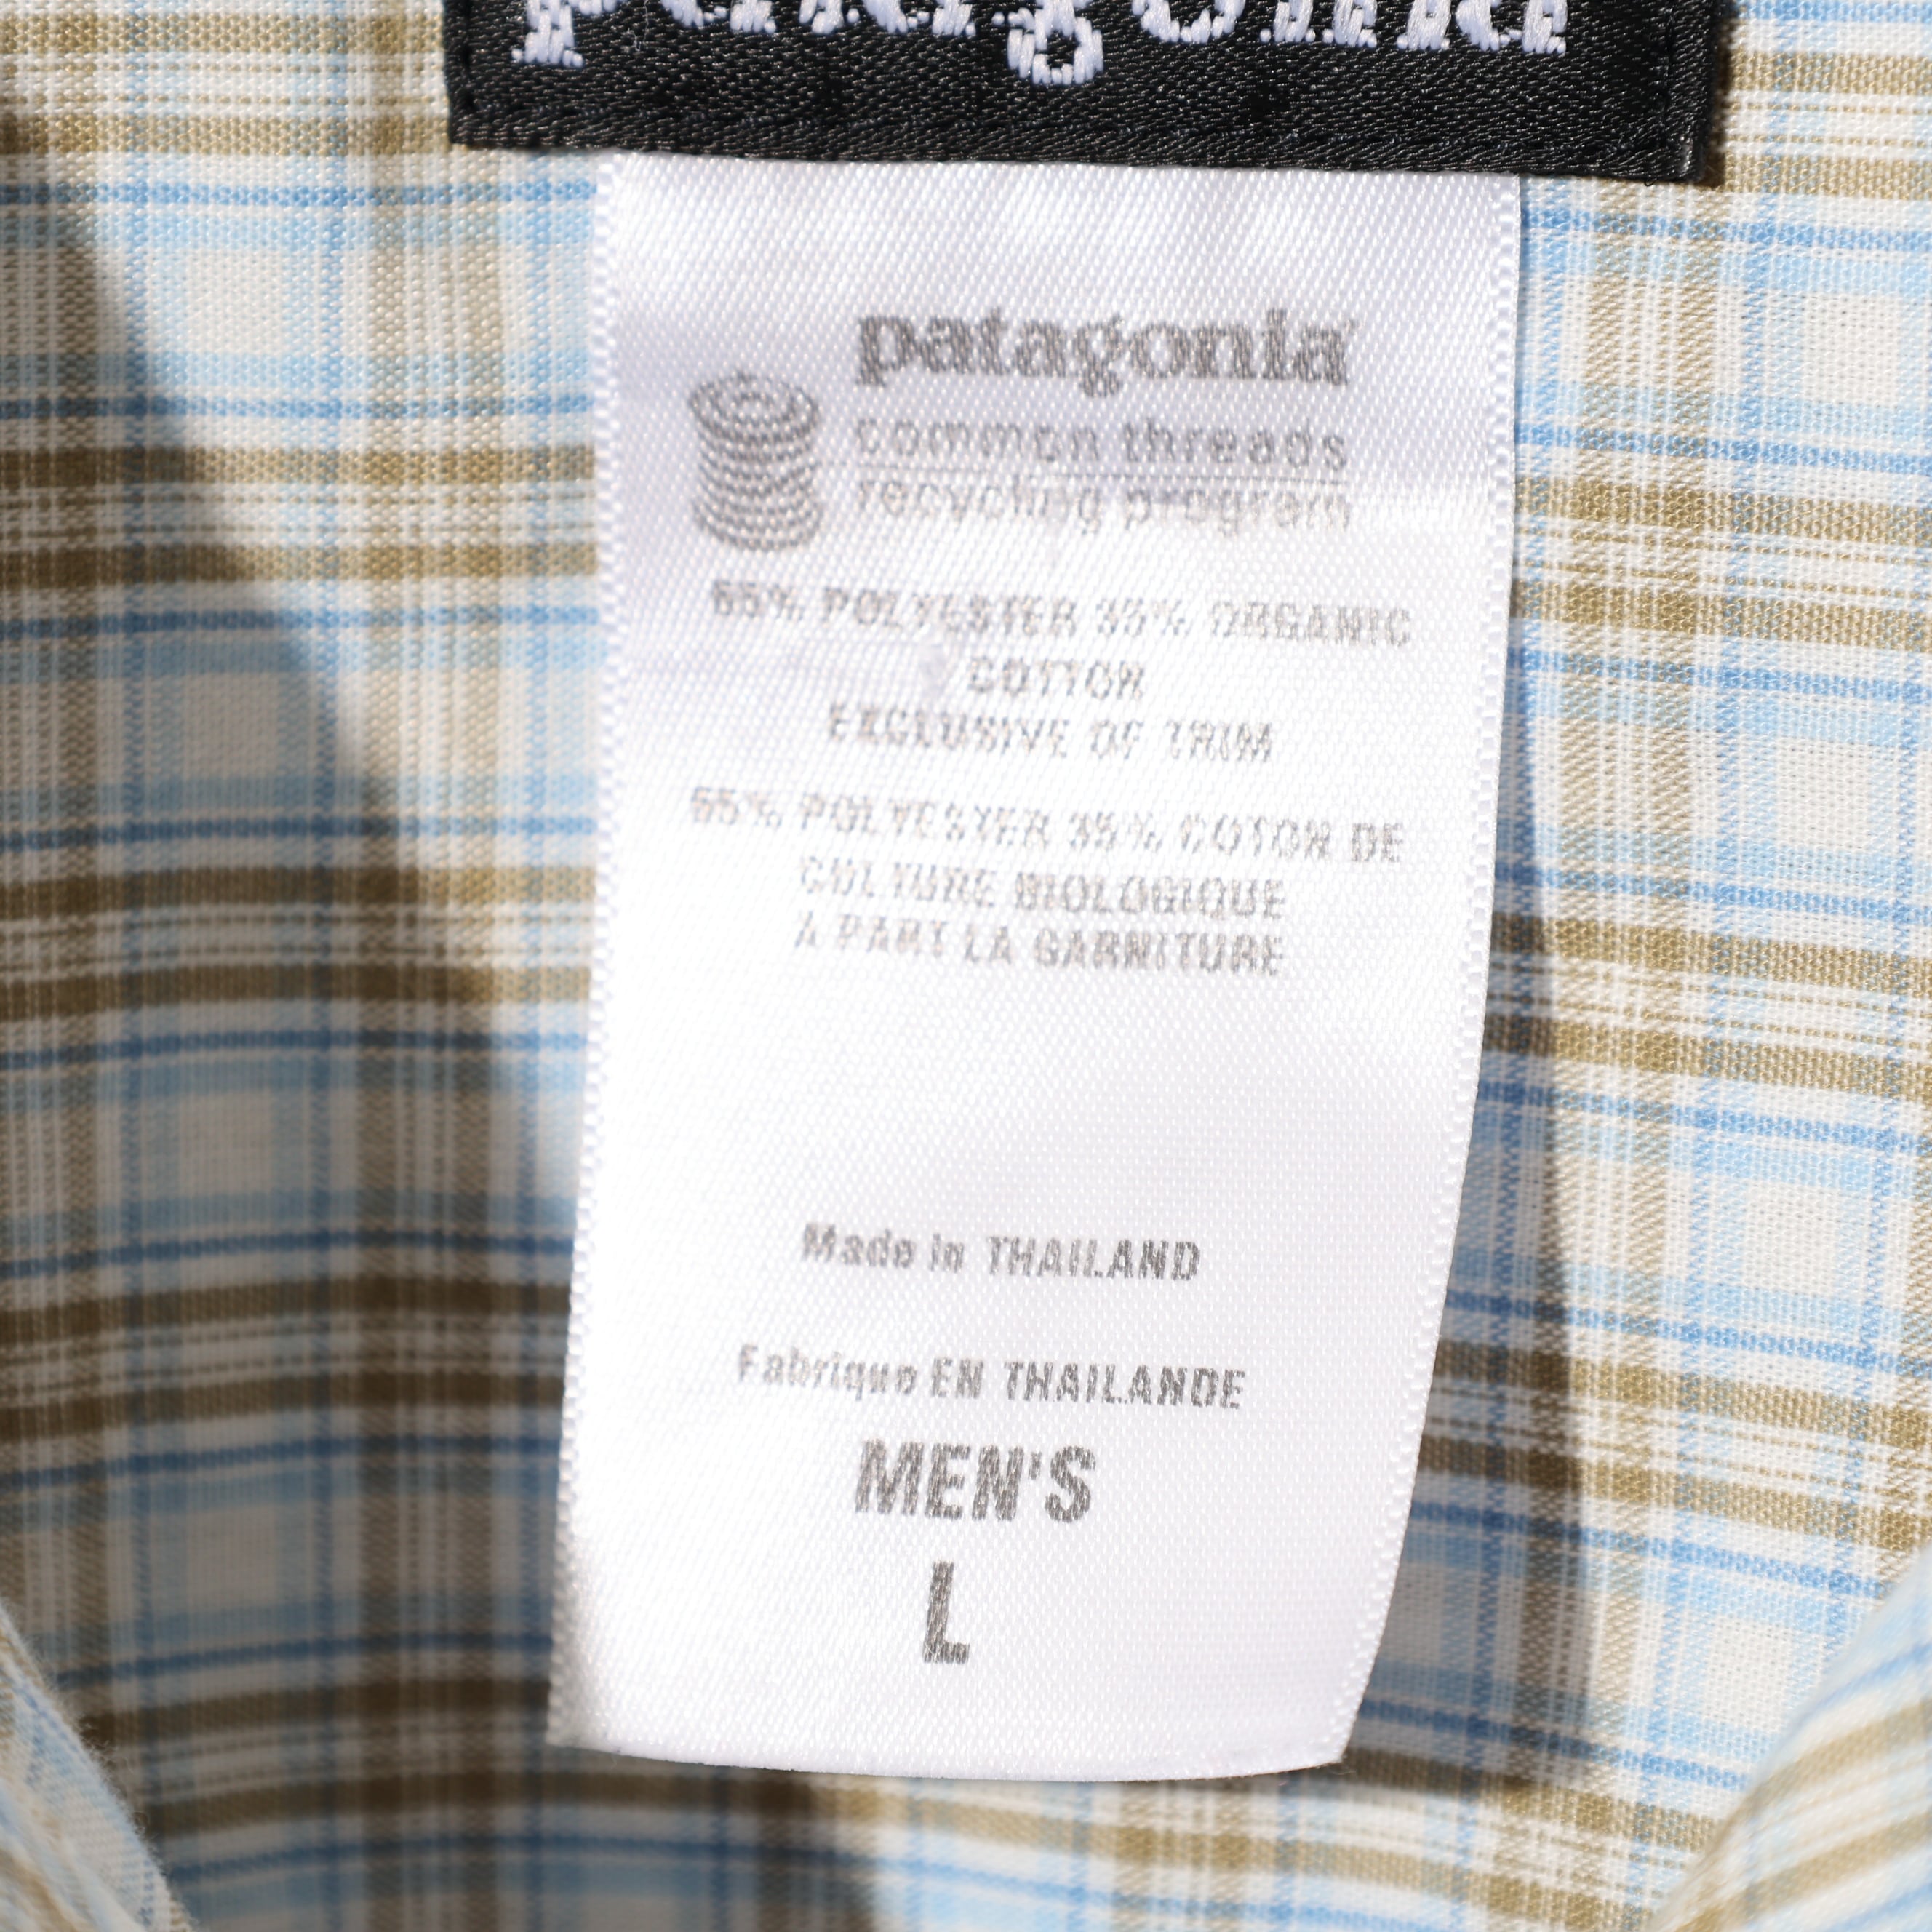 patagonia
patagonia
common threads
recycling program
65% POLYESTER 35% ORGANIC
COTTON
EXCLUSIVE OF TRIM
65% POLYESTER 35% COTON DE
CULTURE BIOLOGIQUE
À PART LA GARNITURE
Made in THAILAND
Fabrique EN THAILANDE
MEN'S
L